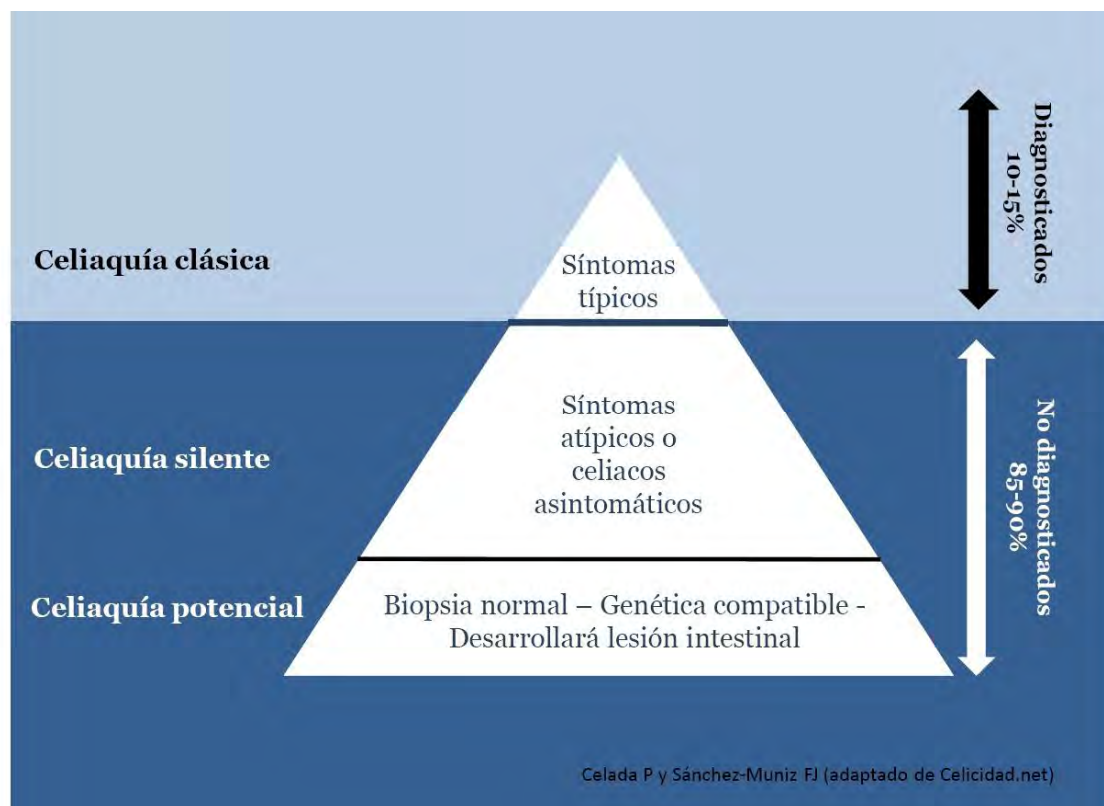 Diagnosticados
10-15%
Celiaquía clásica
Síntomas
típicos
Celiaquía silente
Síntomas
atípicos o
celiacos
asintomáticos
No diagnosticados
85-90%
Celiaquía potencial
Biopsia normal – Genética compatible -
Desarrollará lesión intestinal
Celada P y Sánchez-Muniz FJ (adaptado de Celicidad.net)